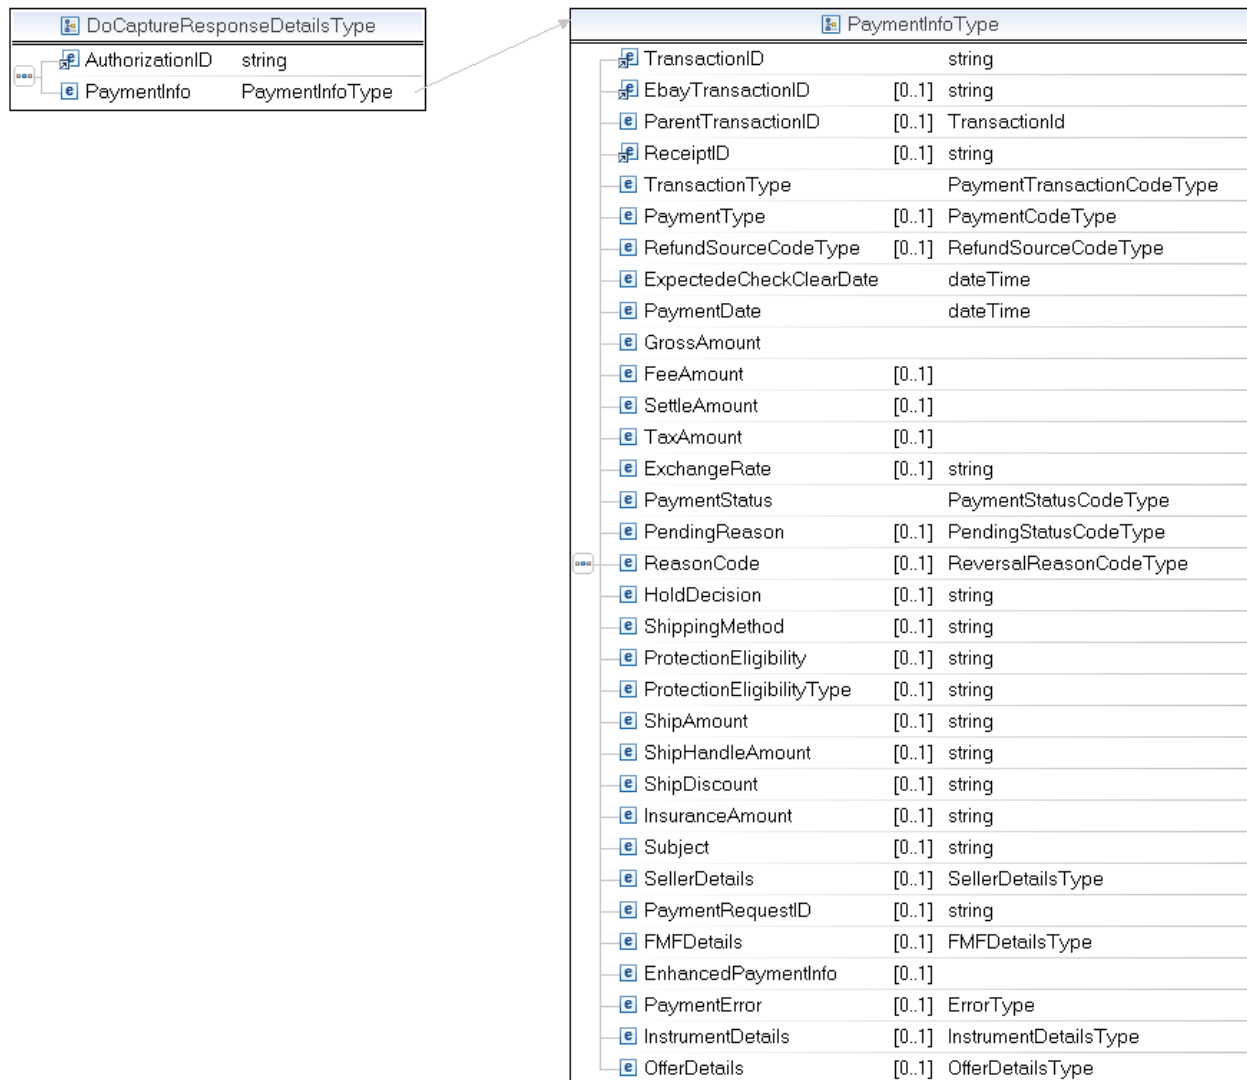 DoCaptureResponseDetailsType
AuthorizationID string
PaymentInfo PaymentInfoType
PaymentInfoType
TransactionID string
EbayTransactionID [0..1] string
ParentTransactionID [0..1] TransactionId
ReceiptID [0..1] string
TransactionType PaymentTransactionCodeType
PaymentType [0..1] PaymentCodeType
RefundSourceCodeType [0..1] RefundSourceCodeType
ExpectedeCheckClearDate dateTime
PaymentDate dateTime
GrossAmount
FeeAmount [0..1]
SettleAmount [0..1]
TaxAmount [0..1]
ExchangeRate [0..1] string
PaymentStatus PaymentStatusCodeType
PendingReason [0..1] PendingStatusCodeType
ReasonCode [0..1] ReversalReasonCodeType
HoldDecision [0..1] string
ShippingMethod [0..1] string
ProtectionEligibility [0..1] string
ProtectionEligibilityType [0..1] string
ShipAmount [0..1] string
ShipHandleAmount [0..1] string
ShipDiscount [0..1] string
InsuranceAmount [0..1] string
Subject [0..1] string
SellerDetails [0..1] SellerDetailsType
PaymentRequestID [0..1] string
FMFDetails [0..1] FMFDetailsType
EnhancedPaymentInfo [0..1]
PaymentError [0..1] ErrorType
InstrumentDetails [0..1] InstrumentDetailsType
OfferDetails [0..1] OfferDetailsType